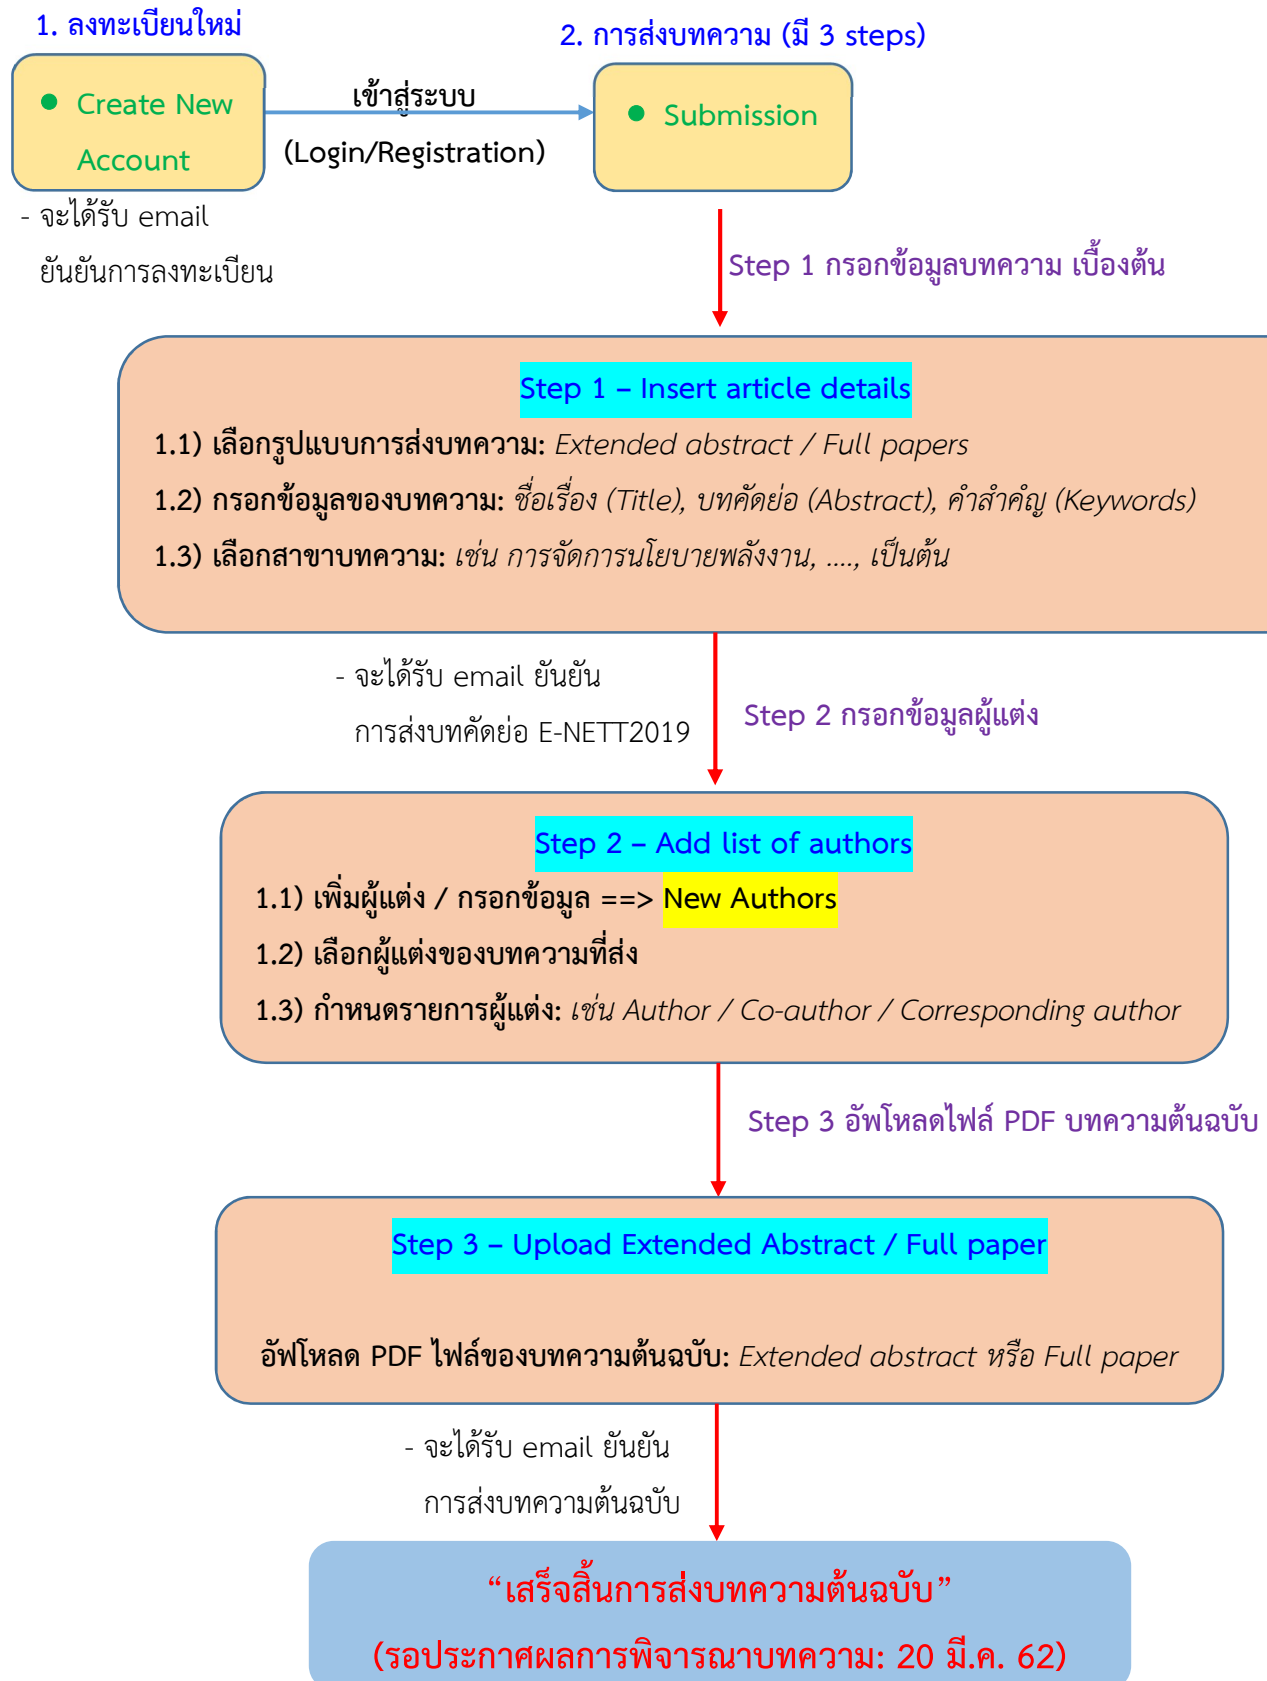 1. ลงทะเบียนใหม่
2. การส่งบทความ (มี 3 steps)
● Create New
Account
เข้าสู่ระบบ
(Login/Registration)
● Submission
- จะได้รับ email
ยันยันการลงทะเบียน
Step 1 กรอกข้อมูลบทความ เบื้องต้น
Step 1 – Insert article details
1.1) เลือกรูปแบบการส่งบทความ: Extended abstract / Full papers
1.2) กรอกข้อมูลของบทความ: ชื่อเรื่อง (Title), บทคัดย่อ (Abstract), คำสำคัญ (Keywords)
1.3) เลือกสาขาบทความ: เช่น การจัดการนโยบายพลังงาน, ...., เป็นต้น
- จะได้รับ email ยันยัน
การส่งบทคัดย่อ E-NETT2019
Step 2 กรอกข้อมูลผู้แต่ง
Step 2 – Add list of authors
1.1) เพิ่มผู้แต่ง / กรอกข้อมูล ==> New Authors
1.2) เลือกผู้แต่งของบทความที่ส่ง
1.3) กำหนดรายการผู้แต่ง: เช่น Author / Co-author / Corresponding author
Step 3 อัพโหลดไฟล์ PDF บทความต้นฉบับ
Step 3 – Upload Extended Abstract / Full paper
อัฟโหลด PDF ไฟล์ของบทความต้นฉบับ: Extended abstract หรือ Full paper
- จะได้รับ email ยันยัน
การส่งบทความต้นฉบับ
“เสร็จสิ้นการส่งบทความต้นฉบับ”
(รอประกาศผลการพิจารณาบทความ: 20 มี.ค. 62)